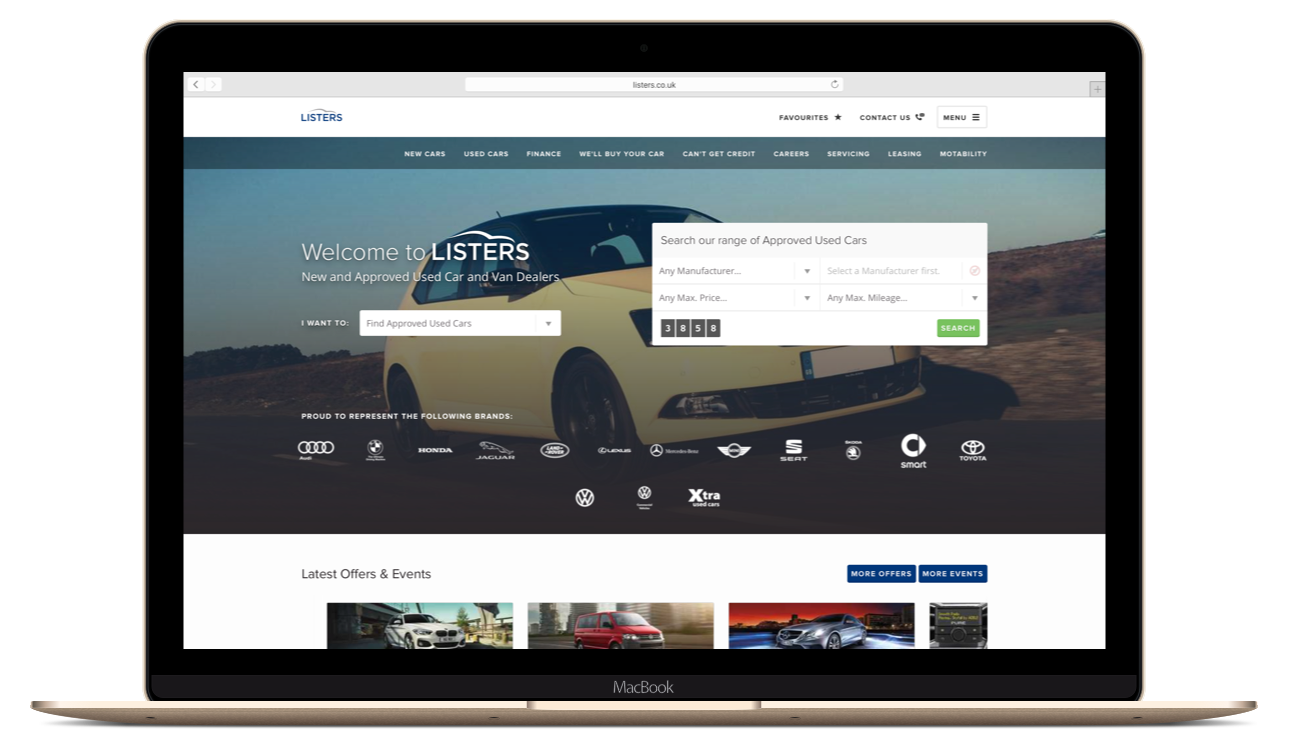 listers.co.uk
LISTERS
FAVOURITES
CONTACT US
MENU
NEW CARS
USED CARS
FINANCE
WE'LL BUY YOUR CAR
CAN'T GET CREDIT
CAREERS
SERVICING
LEASING
MOTABILITY
Welcome to LISTERS
New and Approved Used Car and Van Dealers
I WANT TO:
Find Approved Used Cars
Search our range of Approved Used Cars
Any Manufacturer...
Select a Manufacturer first.
Any Max. Price...
Any Max. Mileage...
3858
SEARCH
PROUD TO REPRESENT THE FOLLOWING BRANDS:
Audi
HONDA
JAGUAR
LAND ROVER
LEXUS
Mercedes-Benz
MINI
SEAT
ŠKODA
smart
TOYOTA
Xtra
used cars
Latest Offers & Events
MORE OFFERS
MORE EVENTS
PURE
MacBook